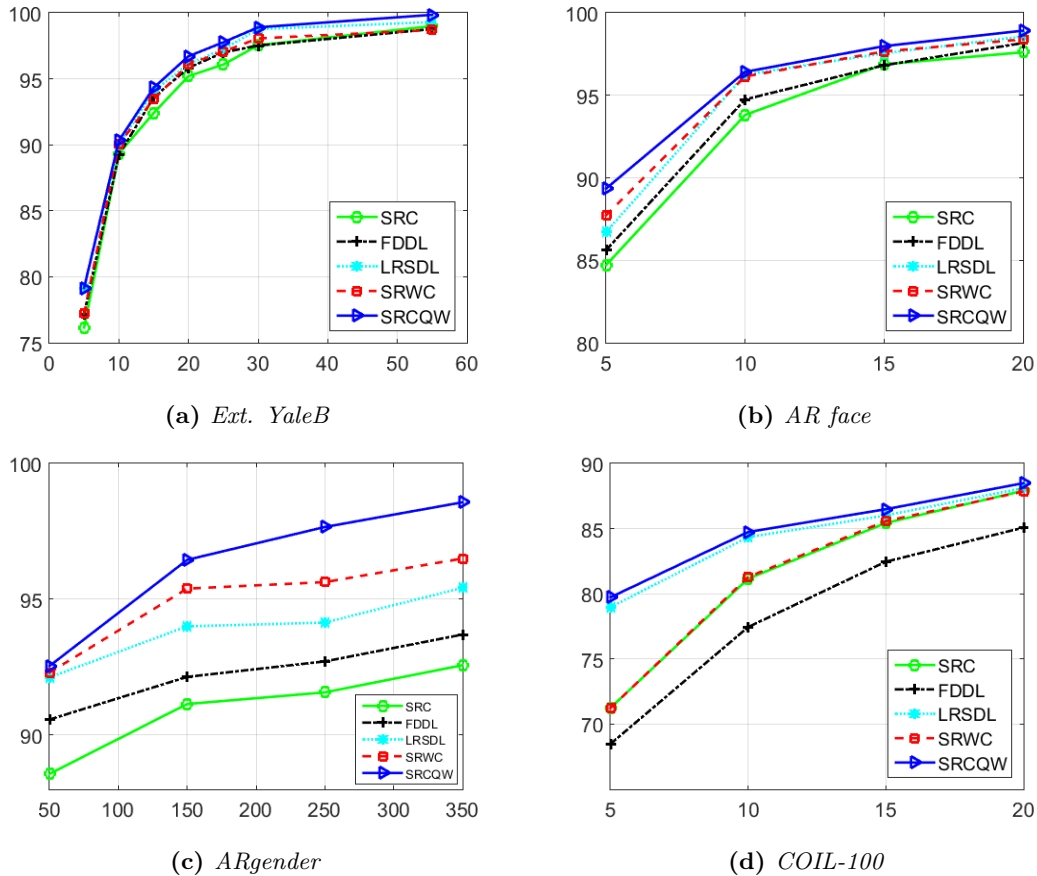 100
95
90
85
80
75
0 10 20 30 40 50 60
SRC
FDDL
LRSDL
SRWC
SRCQW
(a) Ext. YaleB
100
95
90
85
80
5 10 15 20
SRC
FDDL
LRSDL
SRWC
SRCQW
(b) AR face
100
95
90
50 100 150 200 250 300 350
SRC
FDDL
LRSDL
SRWC
SRCQW
(c) ARgender
90
85
80
75
70
5 10 15 20
SRC
FDDL
LRSDL
SRWC
SRCQW
(d) COIL-100